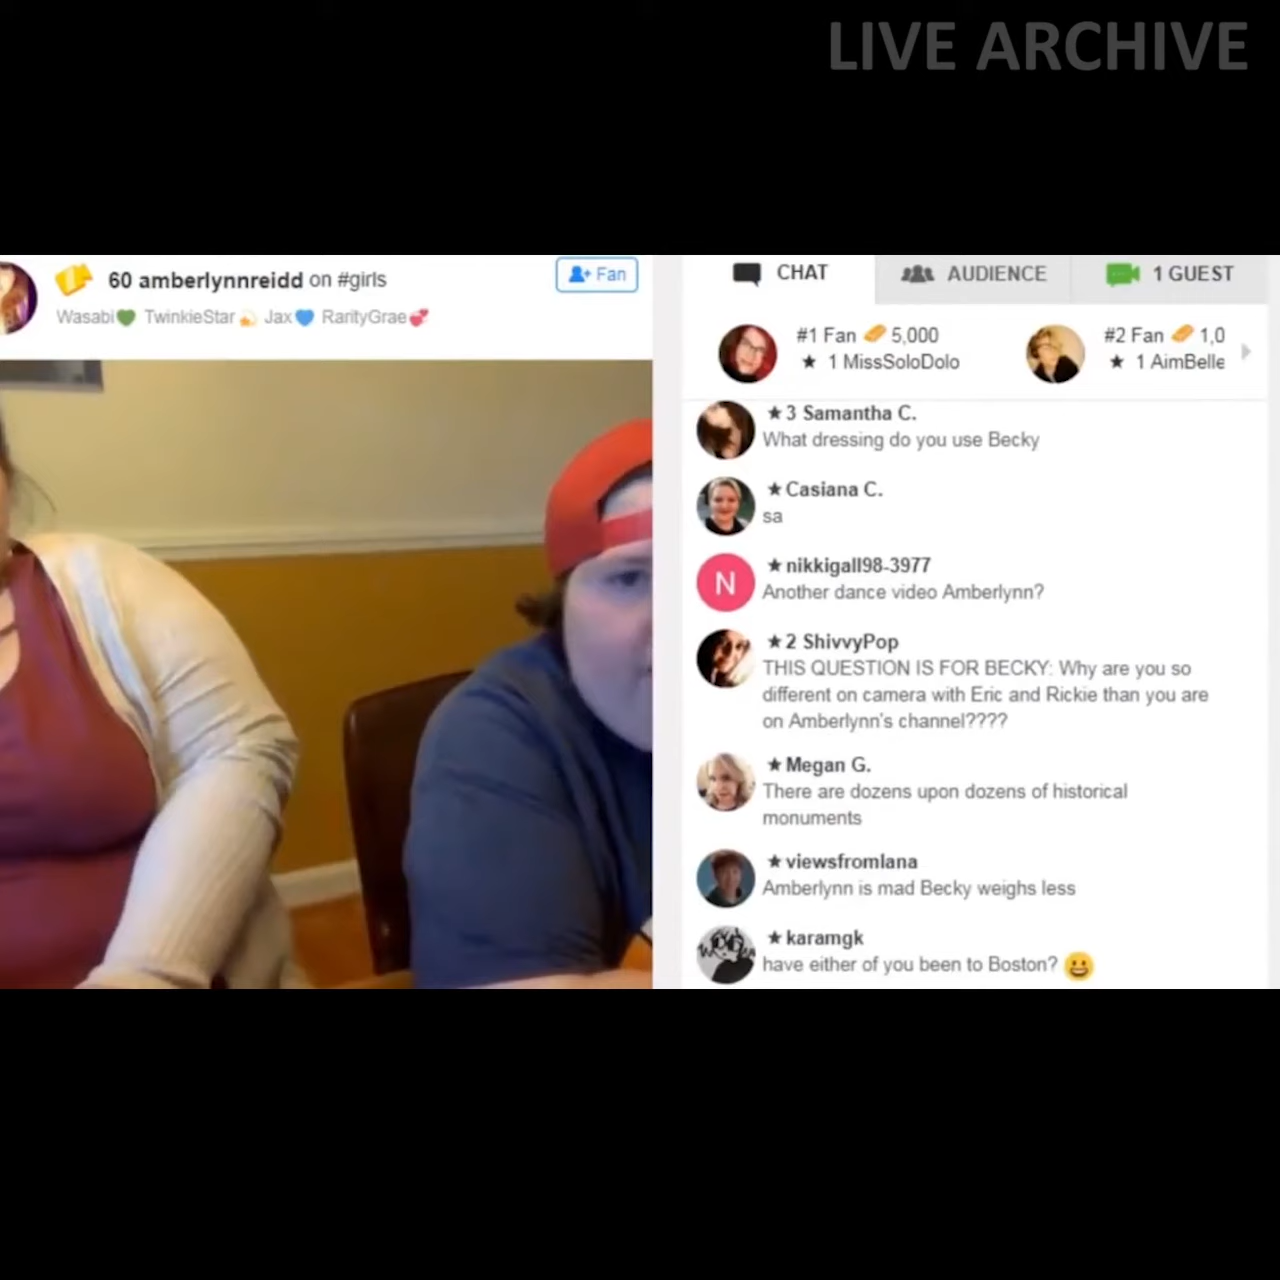 LIVE ARCHIVE
60 amberlynnreidd on #girls
Fan
Wasabi💚 TwinkieStar💫 Jax💙 RarityGrae💞
CHAT
AUDIENCE
1 GUEST
#1 Fan 5,000
★ 1 MissSoloDolo
#2 Fan 1,0
★ 1 AimBelle
★3 Samantha C.
What dressing do you use Becky
★Casiana C.
sa
N
★nikkigall98-3977
Another dance video Amberlynn?
★2 ShivvyPop
THIS QUESTION IS FOR BECKY: Why are you so
different on camera with Eric and Rickie than you are
on Amberlynn's channel????
★Megan G.
There are dozens upon dozens of historical
monuments
★viewsfromlana
Amberlynn is mad Becky weighs less
★karamgk
have either of you been to Boston? 😀